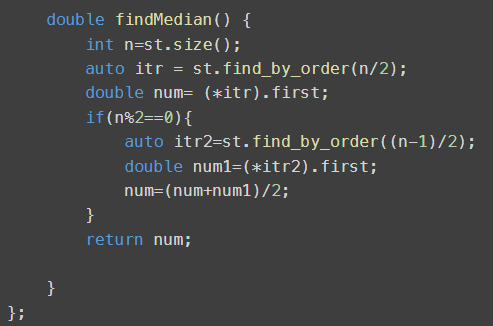 double findMedian() {
int n=st.size();
auto itr = st.find_by_order(n/2);
double num= (*itr).first;
if(n%2==0){
auto itr2=st.find_by_order((n-1)/2);
double num1=(*itr2).first;
num=(num+num1)/2;
}
return num;
}
};